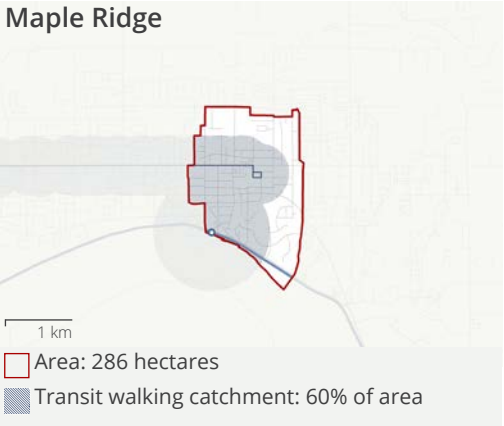 Maple Ridge
1 km
Area: 286 hectares
Transit walking catchment: 60% of area